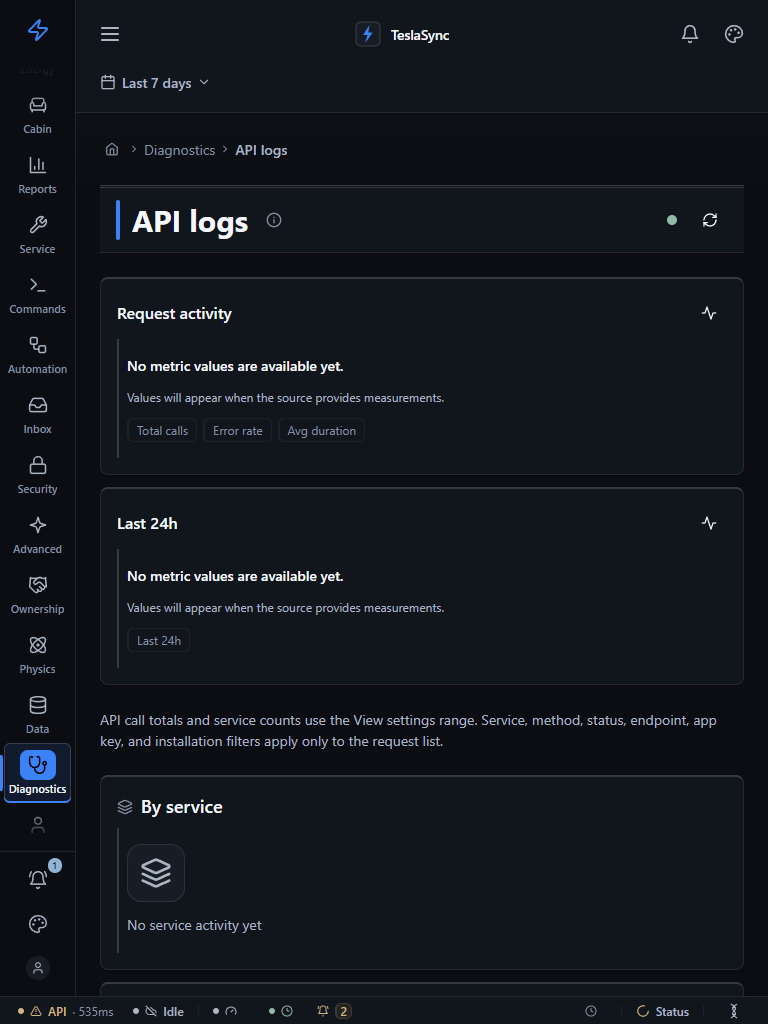 TeslaSync
Last 7 days
Energy
Cabin
Reports
Service
Commands
Automation
Inbox
Security
Advanced
Ownership
Physics
Data
Diagnostics
1
Diagnostics > API logs
API logs
Request activity
No metric values are available yet.
Values will appear when the source provides measurements.
Total calls Error rate Avg duration
Last 24h
No metric values are available yet.
Values will appear when the source provides measurements.
Last 24h
API call totals and service counts use the View settings range. Service, method, status, endpoint, app
key, and installation filters apply only to the request list.
By service
No service activity yet
API · 535ms Idle 2 Status